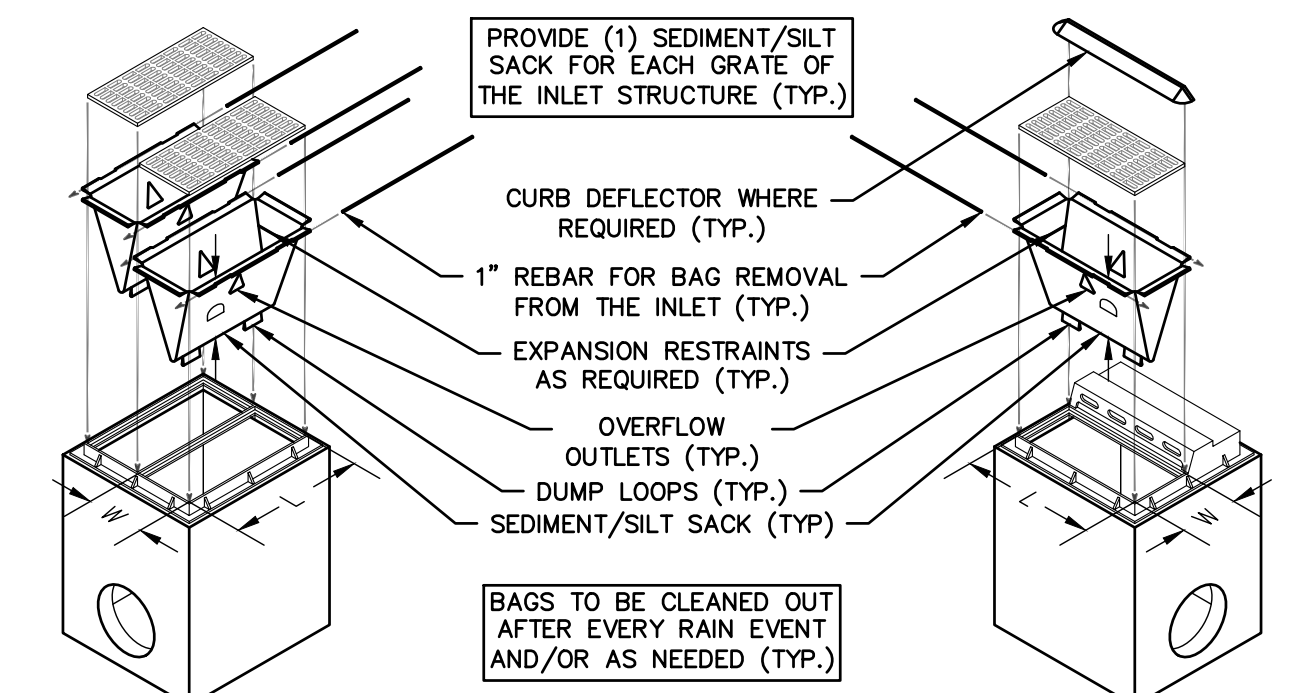 PROVIDE (1) SEDIMENT/SILT
SACK FOR EACH GRATE OF
THE INLET STRUCTURE (TYP.)
CURB DEFLECTOR WHERE
REQUIRED (TYP.)
1" REBAR FOR BAG REMOVAL
FROM THE INLET (TYP.)
EXPANSION RESTRAINTS
AS REQUIRED (TYP.)
OVERFLOW
OUTLETS (TYP.)
DUMP LOOPS (TYP.)
SEDIMENT/SILT SACK (TYP)
W
L
L
W
BAGS TO BE CLEANED OUT
AFTER EVERY RAIN EVENT
AND/OR AS NEEDED (TYP.)